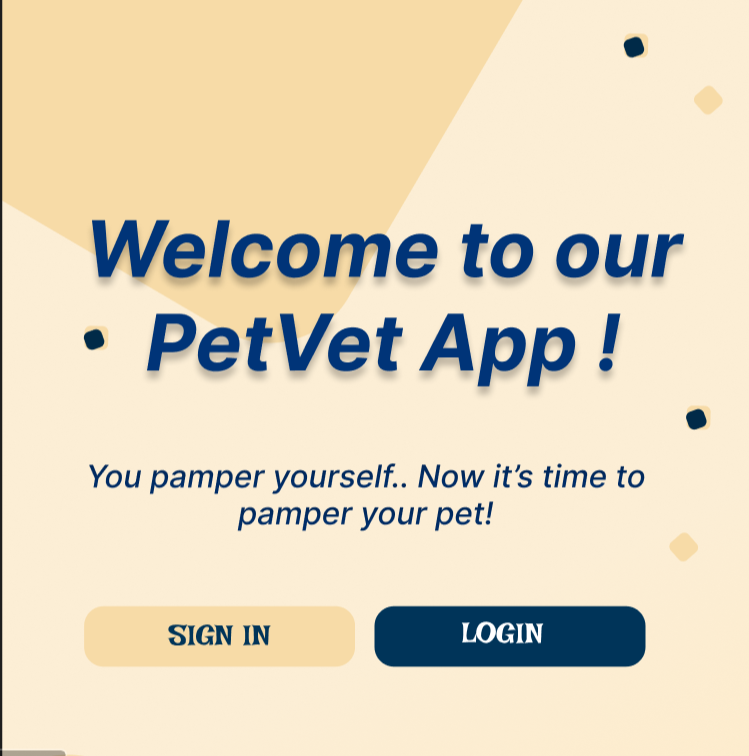 Welcome to our
PetVet App !
You pamper yourself.. Now it’s time to
pamper your pet!
SIGN IN
LOGIN